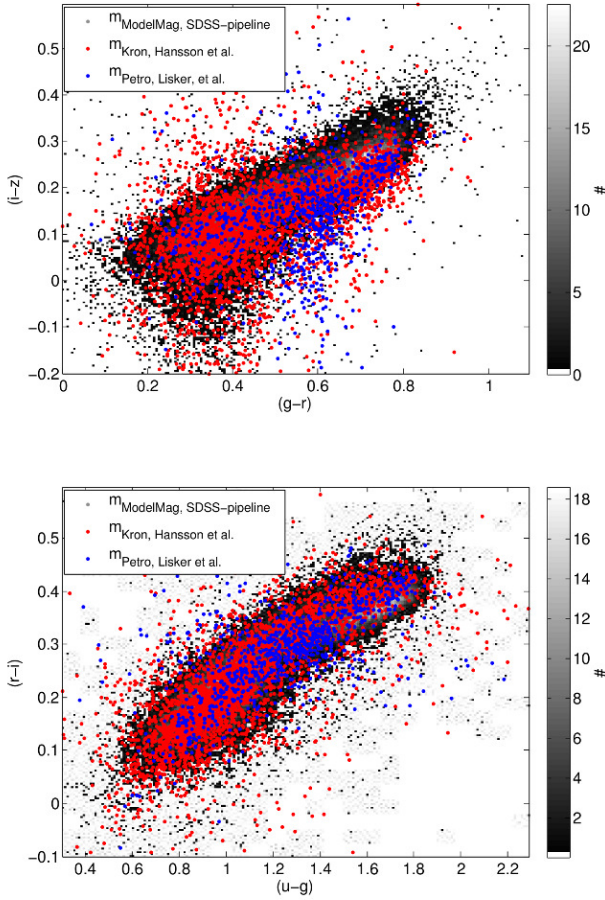 m_ModelMag, SDSS−pipeline
m_Kron, Hansson et al.
m_Petro, Lisker, et al.
0.5
0.4
0.3
0.2
0.1
0
−0.1
−0.2
(i−z)
0 0.2 0.4 0.6 0.8 1
(g−r)
20
15
10
5
0
#
m_ModelMag, SDSS−pipeline
m_Kron, Hansson et al.
m_Petro, Lisker et al.
0.5
0.4
0.3
0.2
0.1
0
−0.1
(r−i)
0.4 0.6 0.8 1 1.2 1.4 1.6 1.8 2 2.2
(u−g)
18
16
14
12
10
8
6
4
2
#